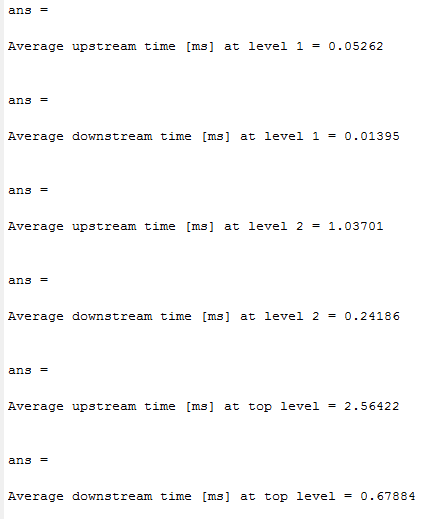 ans =
Average upstream time [ms] at level 1 = 0.05262
ans =
Average downstream time [ms] at level 1 = 0.01395
ans =
Average upstream time [ms] at level 2 = 1.03701
ans =
Average downstream time [ms] at level 2 = 0.24186
ans =
Average upstream time [ms] at top level = 2.56422
ans =
Average downstream time [ms] at top level = 0.67884